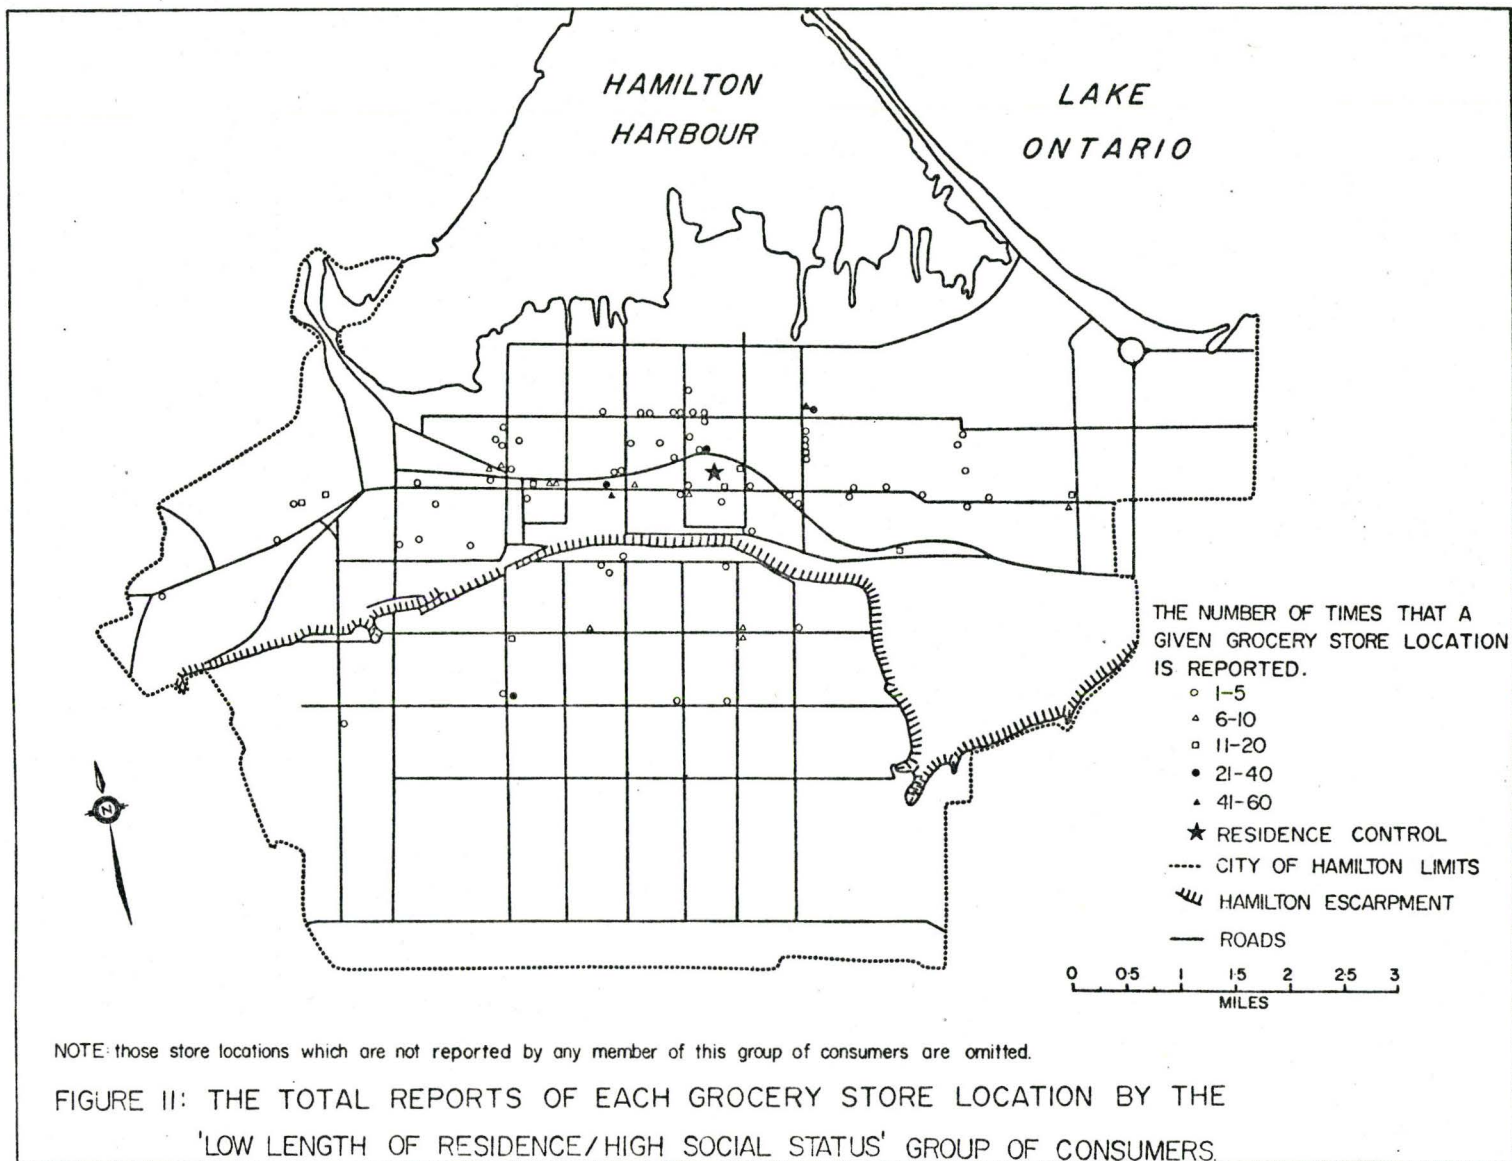 HAMILTON
HARBOUR
LAKE
ONTARIO
THE NUMBER OF TIMES THAT A
GIVEN GROCERY STORE LOCATION
IS REPORTED.
1-5
6-10
11-20
21-40
41-60
RESIDENCE CONTROL
CITY OF HAMILTON LIMITS
HAMILTON ESCARPMENT
ROADS
N
0 0·5 1 1·5 2 2·5 3
MILES
NOTE: those store locations which are not reported by any member of this group of consumers are omitted.
FIGURE 11: THE TOTAL REPORTS OF EACH GROCERY STORE LOCATION BY THE
'LOW LENGTH OF RESIDENCE/HIGH SOCIAL STATUS' GROUP OF CONSUMERS.